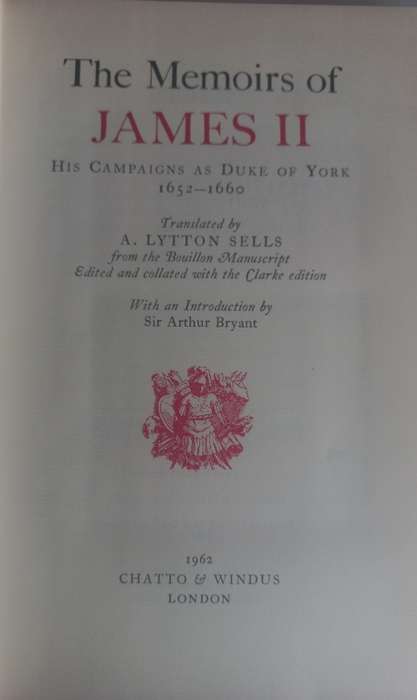 The Memoirs of
JAMES II
HIS CAMPAIGNS AS DUKE OF YORK
1652–1660
Translated by
A. LYTTON SELLS
from the Bouillon Manuscript
Edited and collated with the Clarke edition
With an Introduction by
Sir Arthur Bryant
1962
CHATTO & WINDUS
LONDON